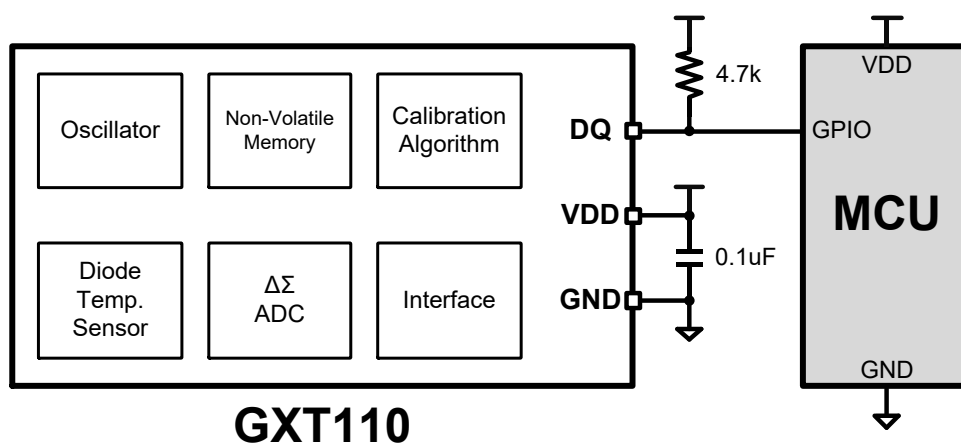 Oscillator
Non-Volatile
Memory
Calibration
Algorithm
Diode
Temp.
Sensor
ΔΣ
ADC
Interface
DQ
VDD
GND
4.7k
0.1uF
VDD
GPIO
MCU
GND
GXT110